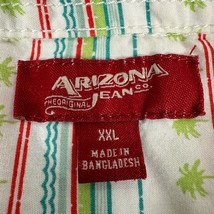 ARIZONA
THE ORIGINAL JEAN CO.
XXL
MADE IN
BANGLADESH